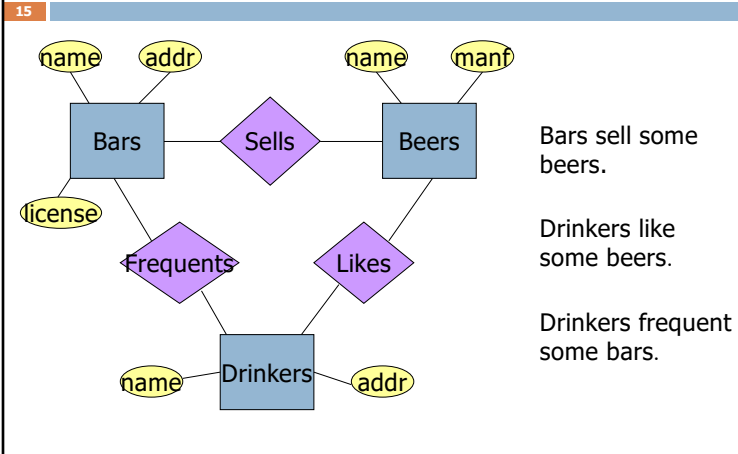 15
name addr name manf
Bars Sells Beers
Bars sell some
beers.
license
Drinkers like
some beers.
Frequents Likes
Drinkers frequent
some bars.
name Drinkers addr